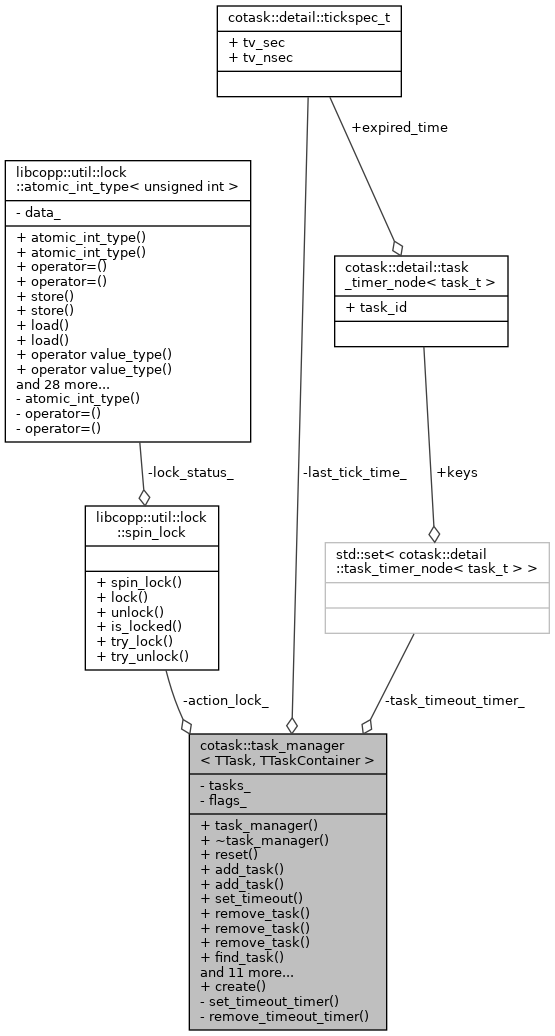 cotask::detail::tickspec_t
+ tv_sec
+ tv_nsec
+expired_time
libcopp::util::lock
::atomic_int_type< unsigned int >
- data_
+ atomic_int_type()
+ atomic_int_type()
+ operator=()
+ operator=()
+ store()
+ store()
+ load()
+ load()
+ operator value_type()
+ operator value_type()
and 28 more...
- atomic_int_type()
- operator=()
- operator=()
cotask::detail::task
_timer_node< task_t >
+ task_id
-lock_status_
-last_tick_time_
+keys
libcopp::util::lock
::spin_lock
+ spin_lock()
+ lock()
+ unlock()
+ is_locked()
+ try_lock()
+ try_unlock()
std::set< cotask::detail
::task_timer_node< task_t > >
-action_lock_
-task_timeout_timer_
cotask::task_manager
< TTask, TTaskContainer >
- tasks_
- flags_
+ task_manager()
+ ~task_manager()
+ reset()
+ add_task()
+ add_task()
+ set_timeout()
+ remove_task()
+ remove_task()
+ remove_task()
+ find_task()
and 11 more...
+ create()
- set_timeout_timer()
- remove_timeout_timer()